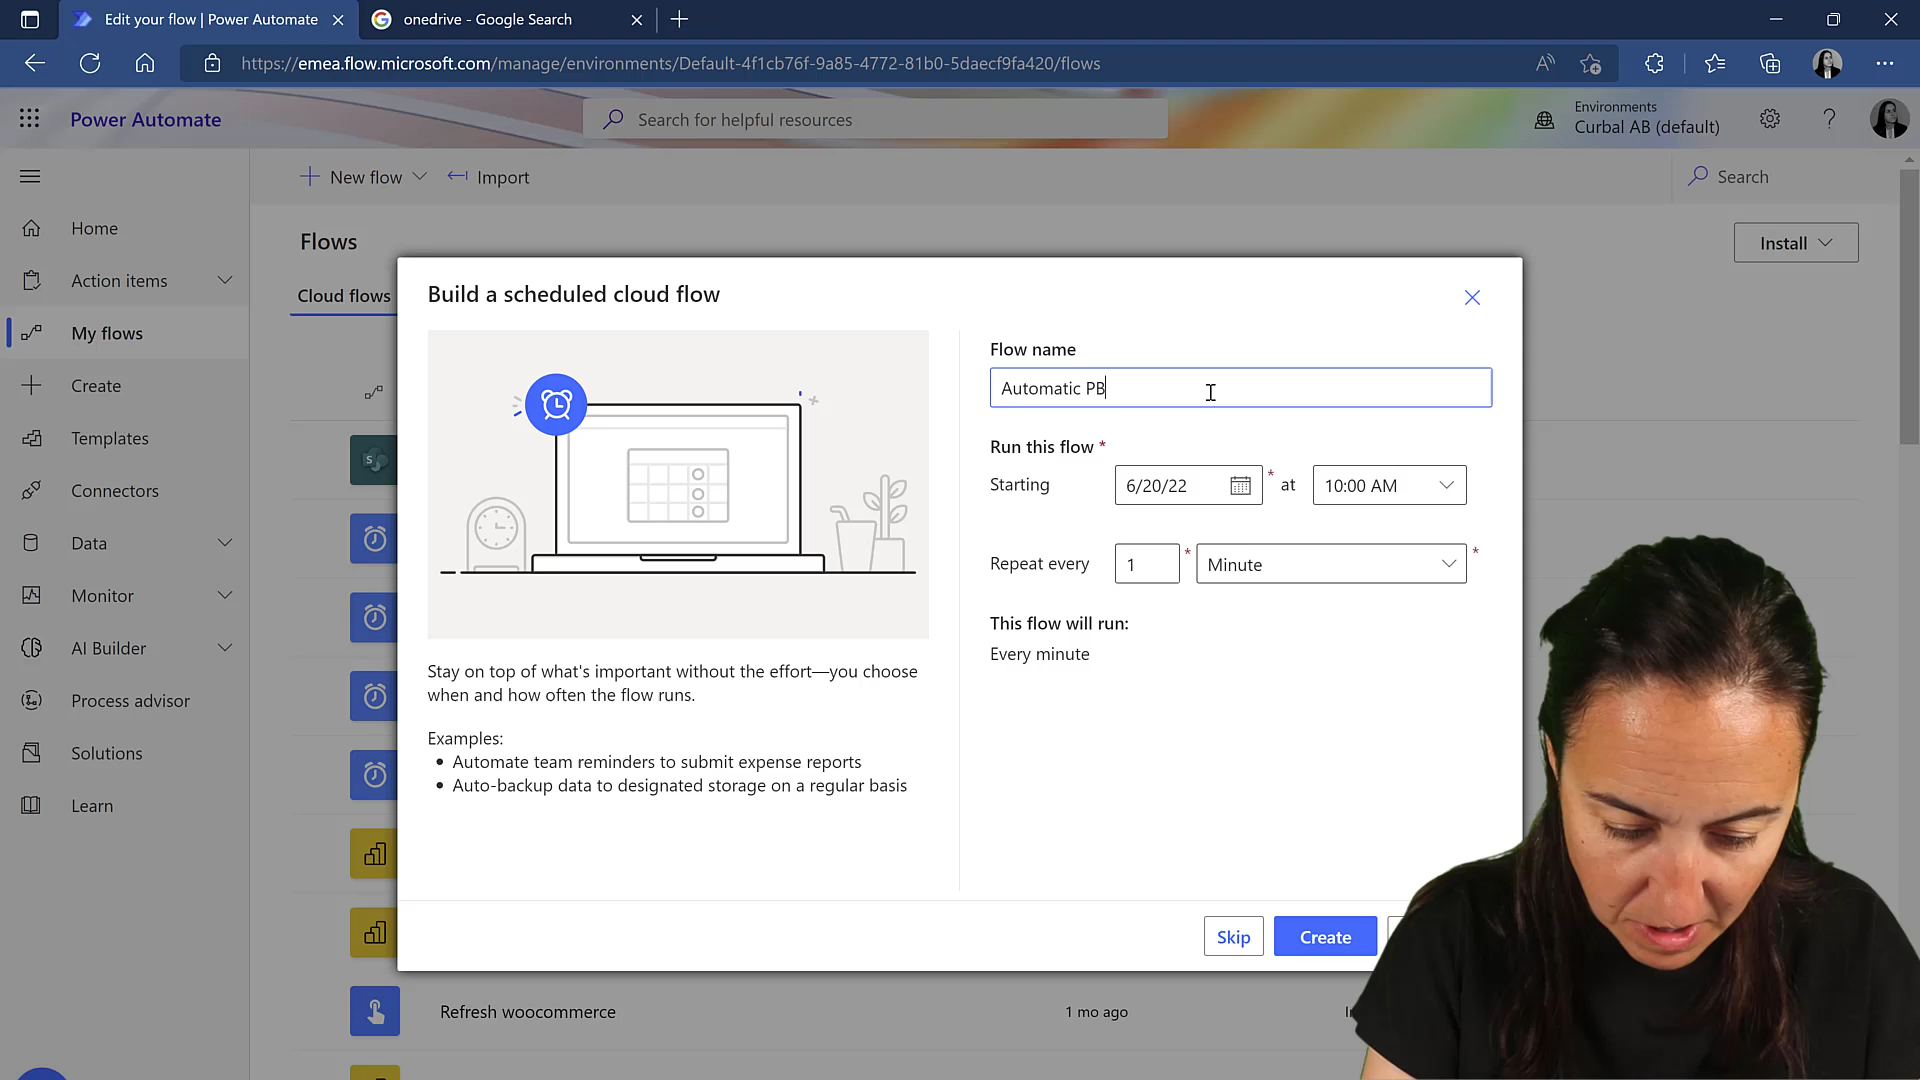 Edit your flow | Power Automate
onedrive - Google Search
https://emea.flow.microsoft.com/manage/environments/Default-4f1cb76f-9a85-4772-81b0-5daecf9fa420/flows
Power Automate
Search for helpful resources
Environments
Curbal AB (default)
New flow
Import
Search
Home
Action items
My flows
Create
Templates
Connectors
Data
Monitor
AI Builder
Process advisor
Solutions
Learn
Flows
Install
Cloud flows
Build a scheduled cloud flow
Stay on top of what's important without the effort—you choose
when and how often the flow runs.
Examples:
Automate team reminders to submit expense reports
Auto-backup data to designated storage on a regular basis
Flow name
Automatic PB
Run this flow *
Starting 6/20/22 * at 10:00 AM
Repeat every 1 * Minute *
This flow will run:
Every minute
Skip
Create
Refresh woocommerce
1 mo ago